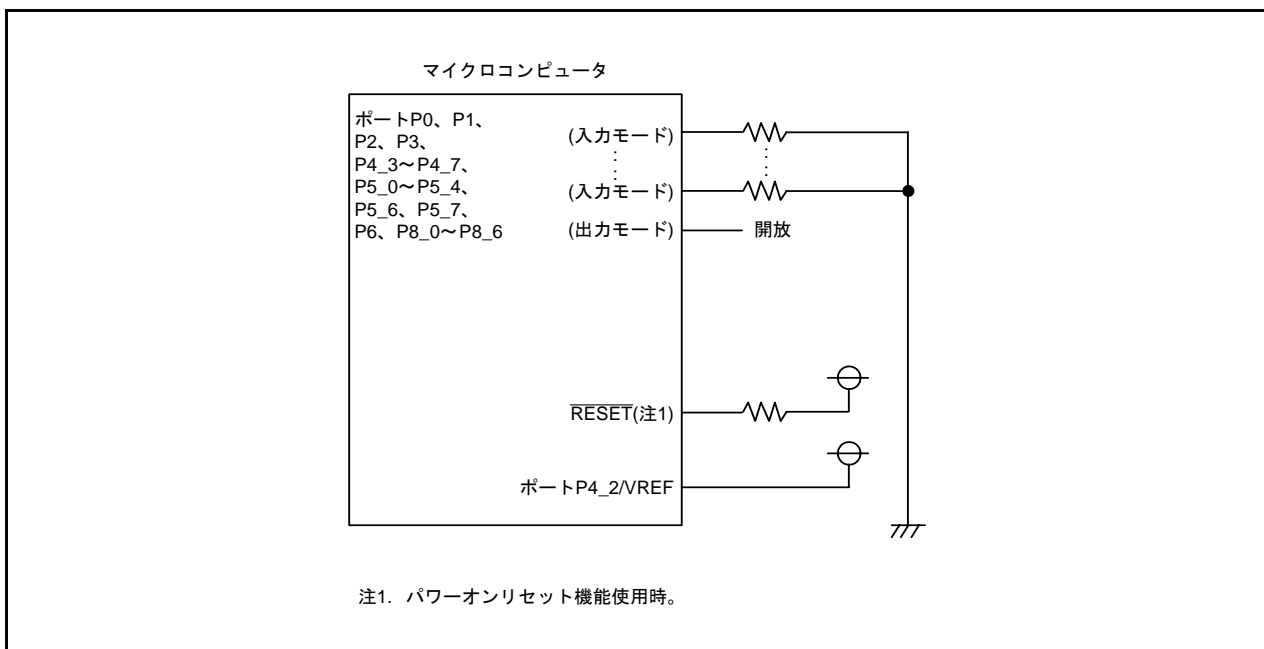 マイクロコンピュータ
ポートP0、P1、
P2、P3、
P4_3～P4_7、
P5_0～P5_4、
P5_6、P5_7、
P6、P8_0～P8_6
(入力モード)
(入力モード)
(出力モード)
開放
RESET(注1)
ポートP4_2/VREF
注1. パワーオンリセット機能使用時。